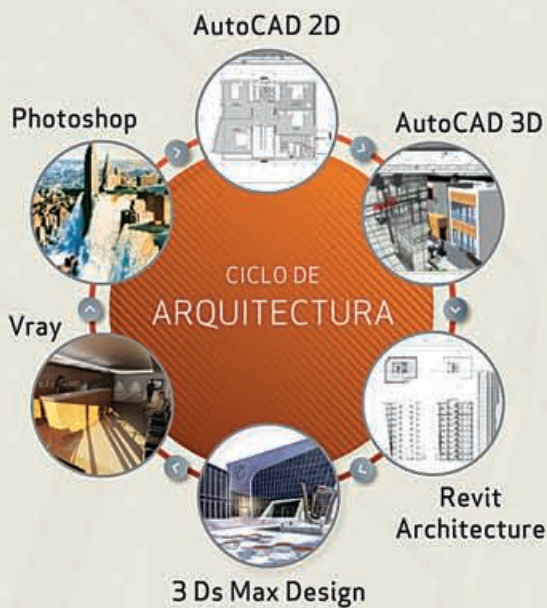 AutoCAD 2D
Photoshop
AutoCAD 3D
CICLO DE
ARQUITECTURA
Vray
Revit
Architecture
3 Ds Max Design